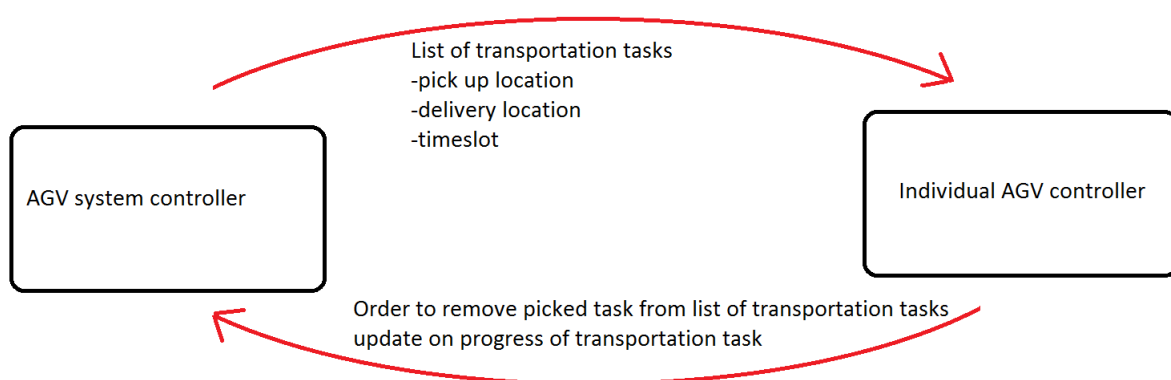 List of transportation tasks
-pick up location
-delivery location
-timeslot
AGV system controller
Individual AGV controller
Order to remove picked task from list of transportation tasks
update on progress of transportation task